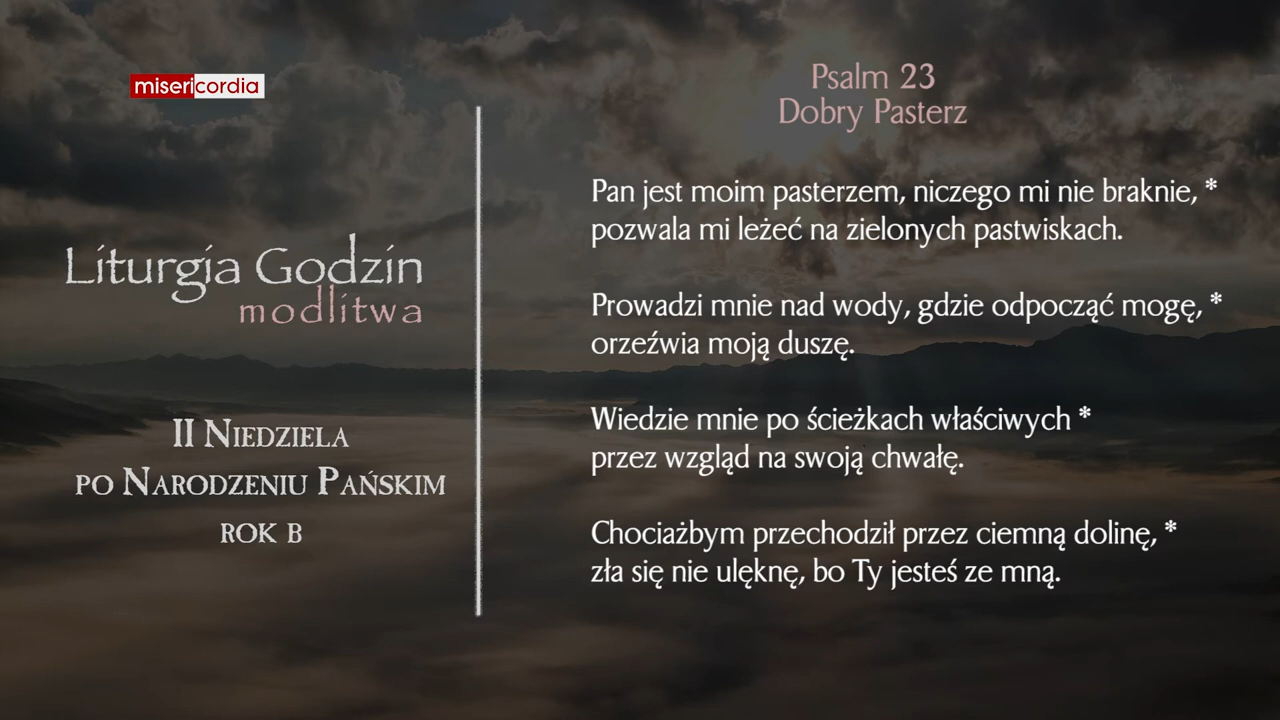 misericordia
Liturgia Godzin
modlitwa
II Niedziela
po Narodzeniu Pańskim
rok B
Psalm 23
Dobry Pasterz
Pan jest moim pasterzem, niczego mi nie braknie, *
pozwala mi leżeć na zielonych pastwiskach.
Prowadzi mnie nad wody, gdzie odpocząć mogę, *
orzeźwia moją duszę.
Wiedzie mnie po ścieżkach właściwych *
przez wzgląd na swoją chwałę.
Chociażbym przechodził przez ciemną dolinę, *
zła się nie ulęknę, bo Ty jesteś ze mną.